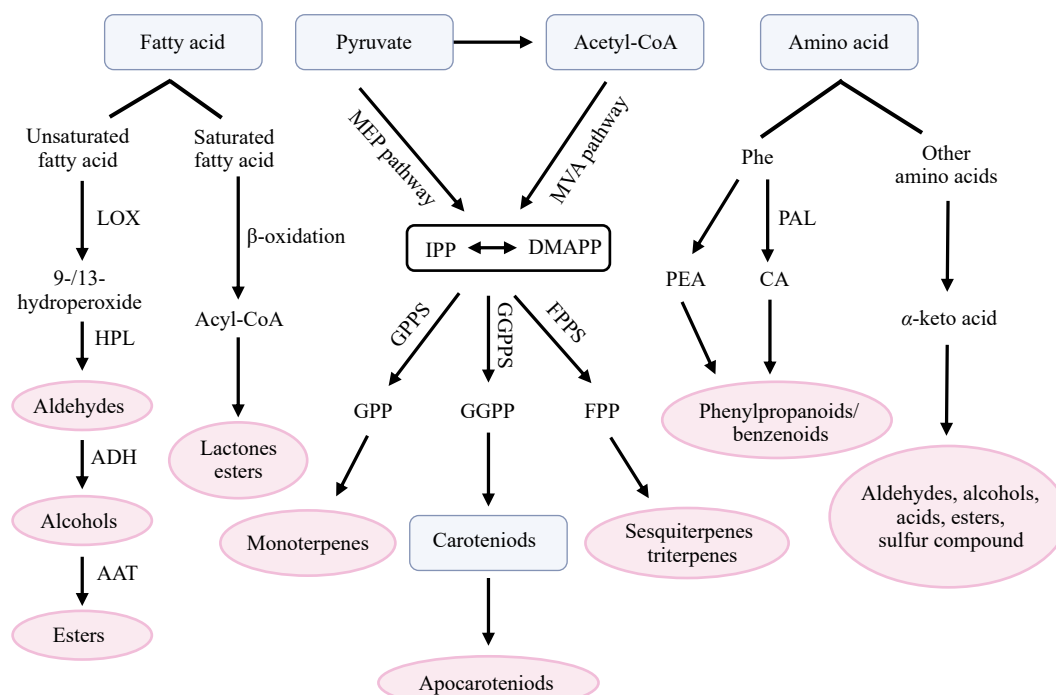 Fatty acid
Pyruvate
Acetyl-CoA
Amino acid
Unsaturated
fatty acid
Saturated
fatty acid
MEP pathway
MVA pathway
Phe
Other
amino acids
LOX
β-oxidation
PAL
IPP
DMAPP
9-/13-
hydroperoxide
PEA
CA
HPL
Acyl-CoA
GPPS
GGPPS
FPPS
α-keto acid
Aldehydes
GPP
GGPP
FPP
Phenylpropanoids/
benzenoids
ADH
Lactones
esters
Alcohols
Monoterpenes
Caroteniods
Sesquiterpenes
triterpenes
Aldehydes, alcohols,
acids, esters,
sulfur compound
AAT
Esters
Apocaroteniods